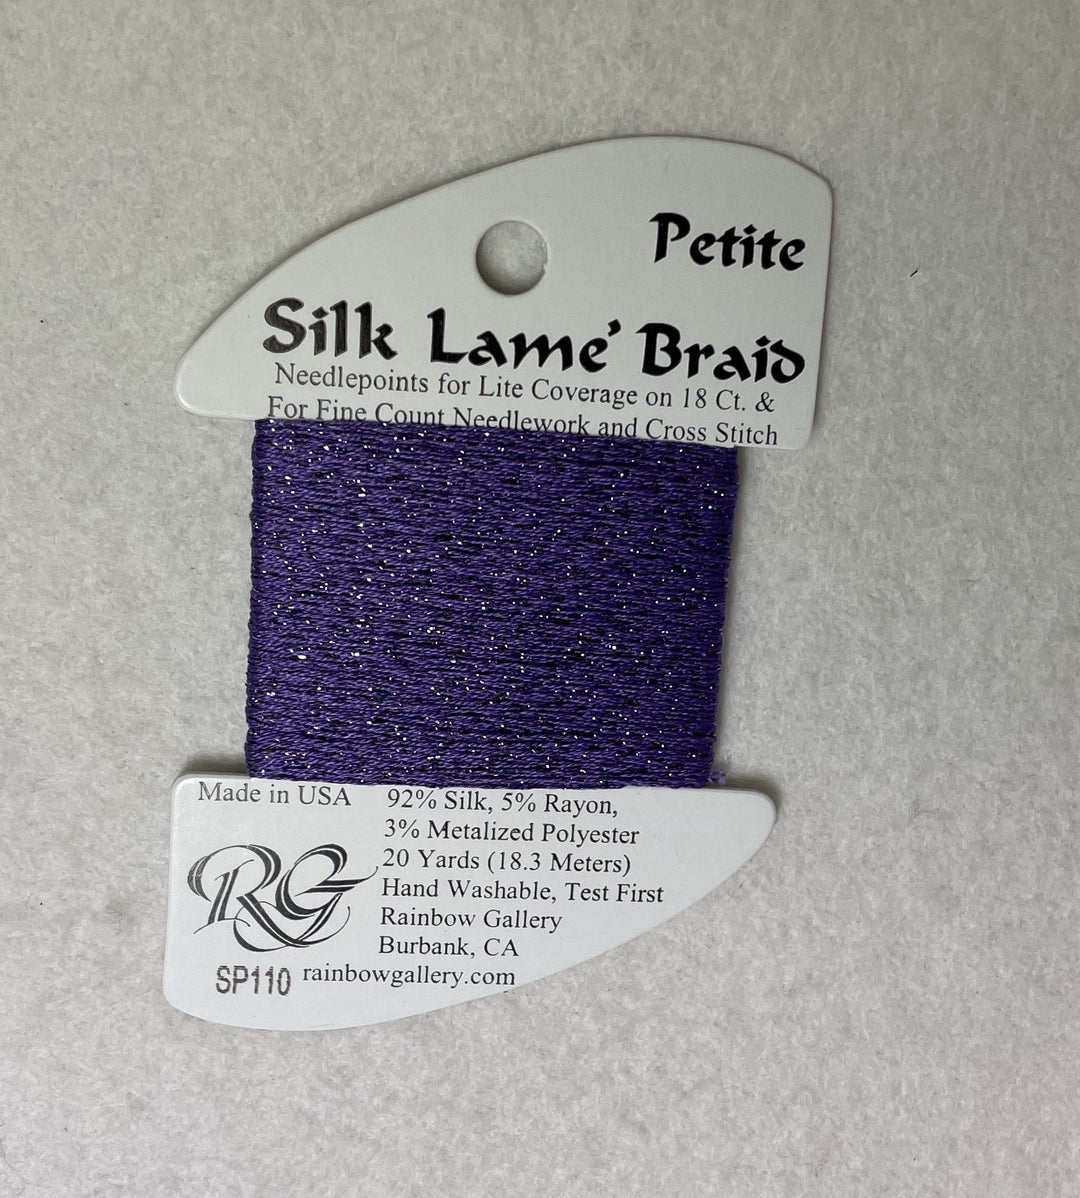 Petite
Silk Lame' Braid
Needlepoints for Lite Coverage on 18 Ct. &
For Fine Count Needlework and Cross Stitch
Made in USA
92% Silk, 5% Rayon,
3% Metalized Polyester
20 Yards (18.3 Meters)
Hand Washable, Test First
Rainbow Gallery
Burbank, CA
rainbowgallery.com
RG
SP110